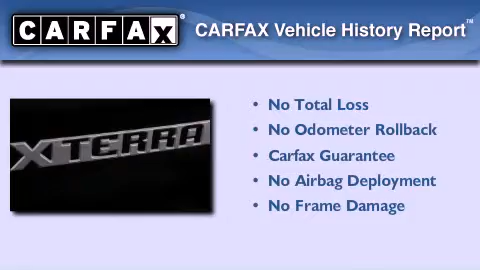 CARFAX® CARFAX Vehicle History Report™
XTERRA
• No Total Loss
• No Odometer Rollback
• Carfax Guarantee
• No Airbag Deployment
• No Frame Damage